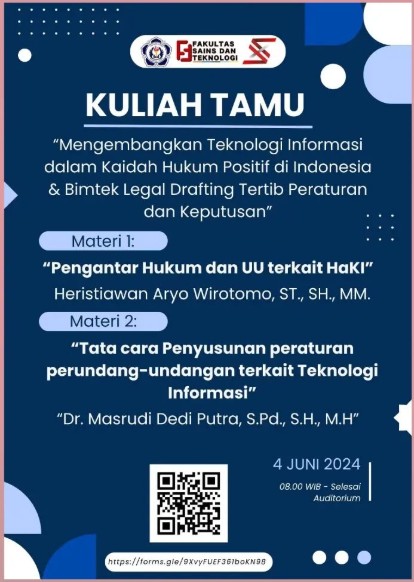 FAKULTAS
SAINS DAN
TEKNOLOGI
KULIAH TAMU
“Mengembangkan Teknologi Informasi
dalam Kaidah Hukum Positif di Indonesia
& Bimtek Legal Drafting Tertib Peraturan
dan Keputusan”
Materi 1:
“Pengantar Hukum dan UU terkait HaKI”
Heristiawan Aryo Wirotomo, ST., SH., MM.
Materi 2:
“Tata cara Penyusunan peraturan
perundang-undangan terkait Teknologi
Informasi”
“Dr. Masrudi Dedi Putra, S.Pd., S.H., M.H”
4 JUNI 2024
08.00 WIB - Selesai
Auditorium
https://forms.gle/9XvyFUEF361boKN98